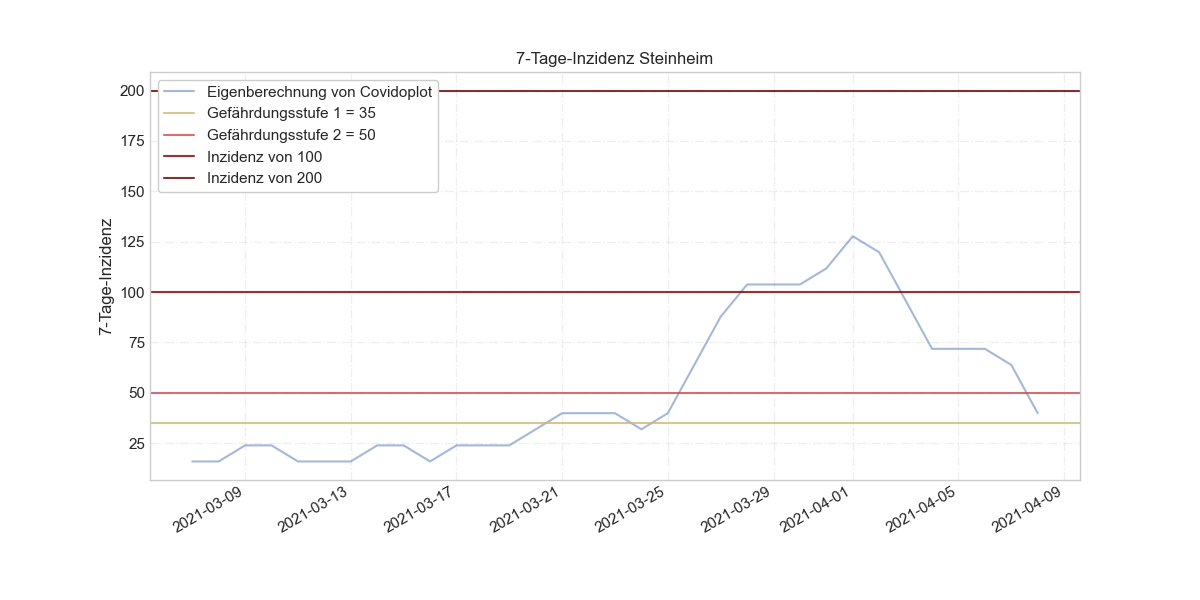 7-Tage-Inzidenz Steinheim
Eigenberechnung von Covidoplot
Gefährdungsstufe 1 = 35
Gefährdungsstufe 2 = 50
Inzidenz von 100
Inzidenz von 200
7-Tage-Inzidenz
200
175
150
125
100
75
50
25
2021-03-09
2021-03-13
2021-03-17
2021-03-21
2021-03-25
2021-03-29
2021-04-01
2021-04-05
2021-04-09